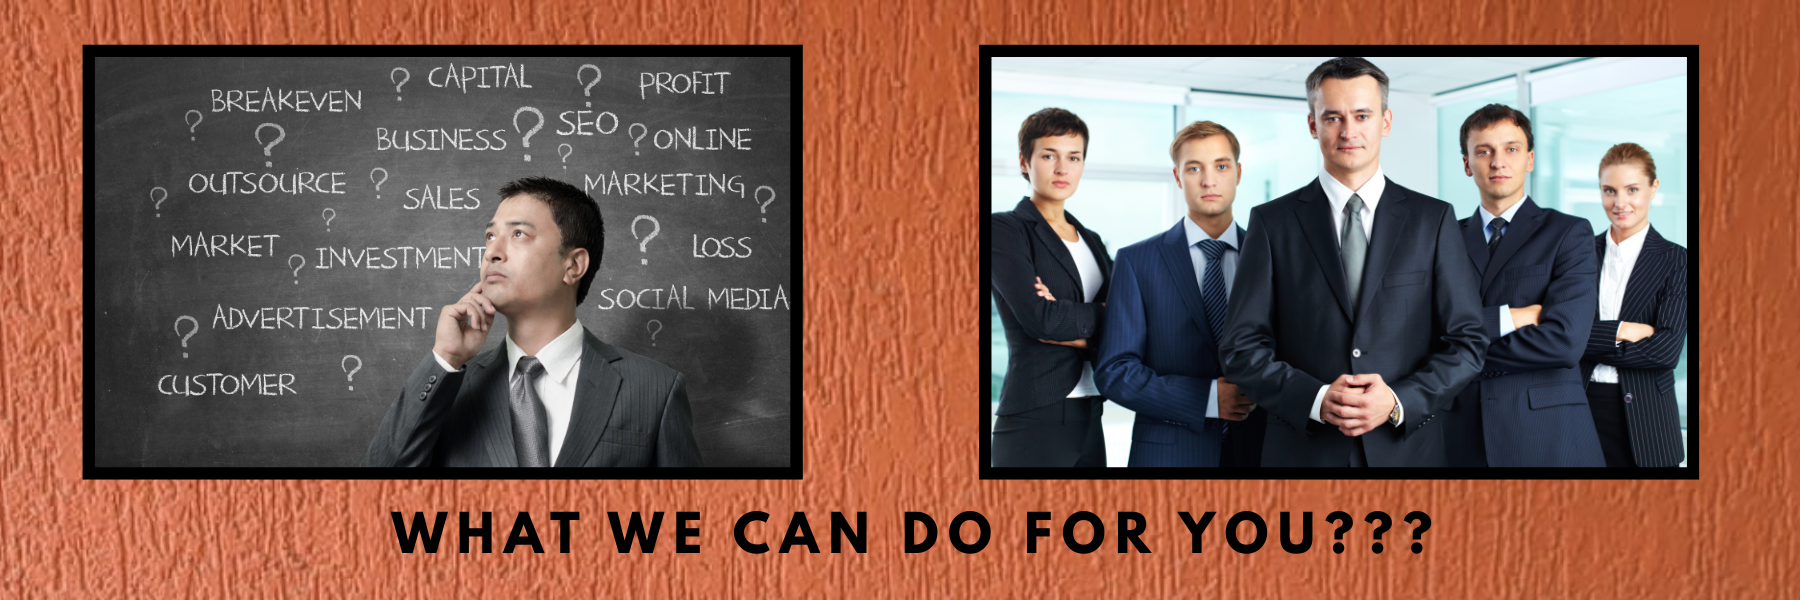 CAPITAL
PROFIT
BREAKEVEN
BUSINESS ? SEO ? ONLINE
OUTSOURCE ? SALES
MARKETING ?
MARKET ? INVESTMENT
? LOSS
ADVERTISEMENT
SOCIAL MEDIA
CUSTOMER ?
WHAT WE CAN DO FOR YOU???